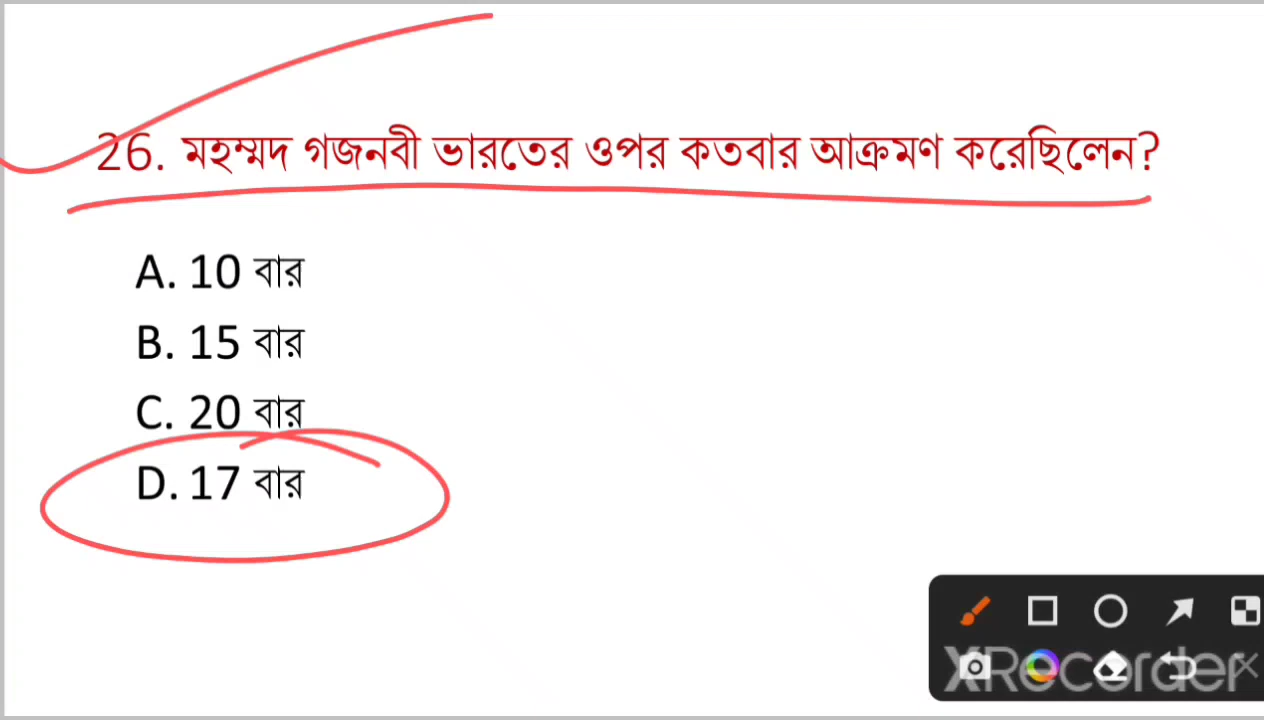 26. মহম্মদ গজনবী ভারতের ওপর কতবার আক্রমণ করেছিলেন?
A. 10 বার
B. 15 বার
C. 20 বার
D. 17 বার
XRecorder